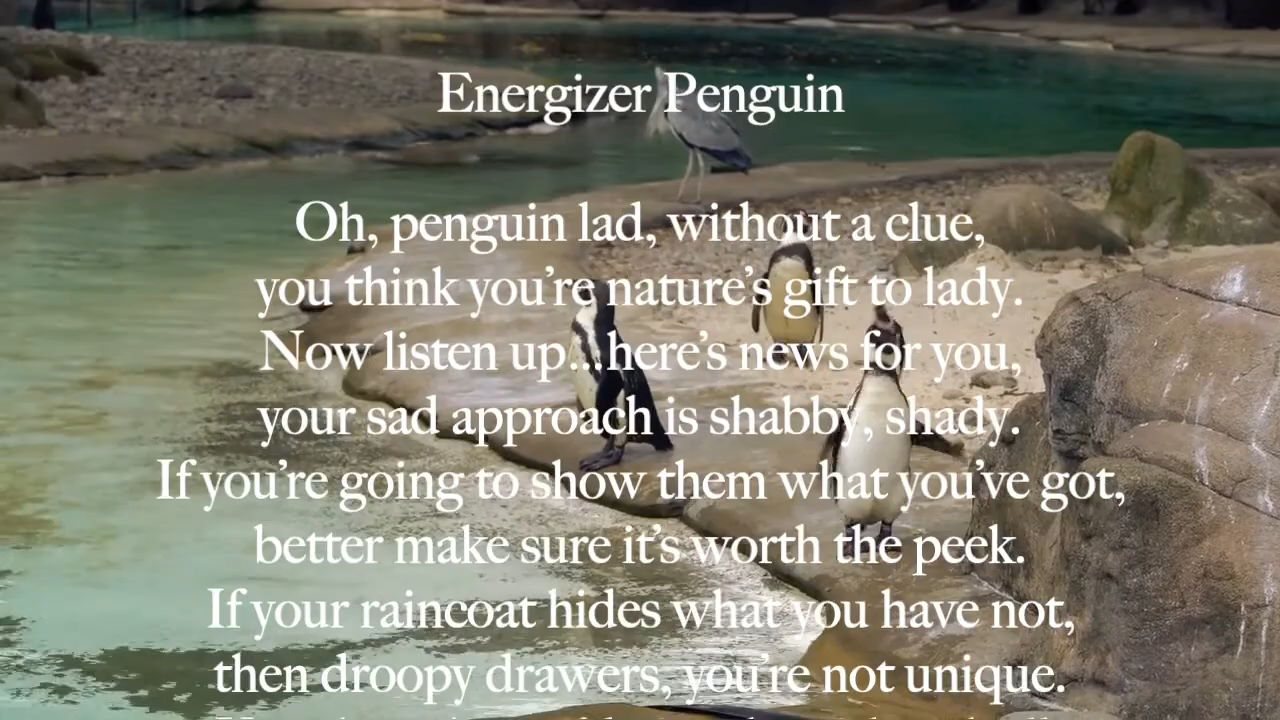 Energizer Penguin
Oh, penguin lad, without a clue,
you think you're nature's gift to lady.
Now listen up...here's news for you,
your sad approach is shabby, shady.
If you're going to show them what you've got,
better make sure it's worth the peek.
If your raincoat hides what you have not,
then droopy drawers, you're not unique.